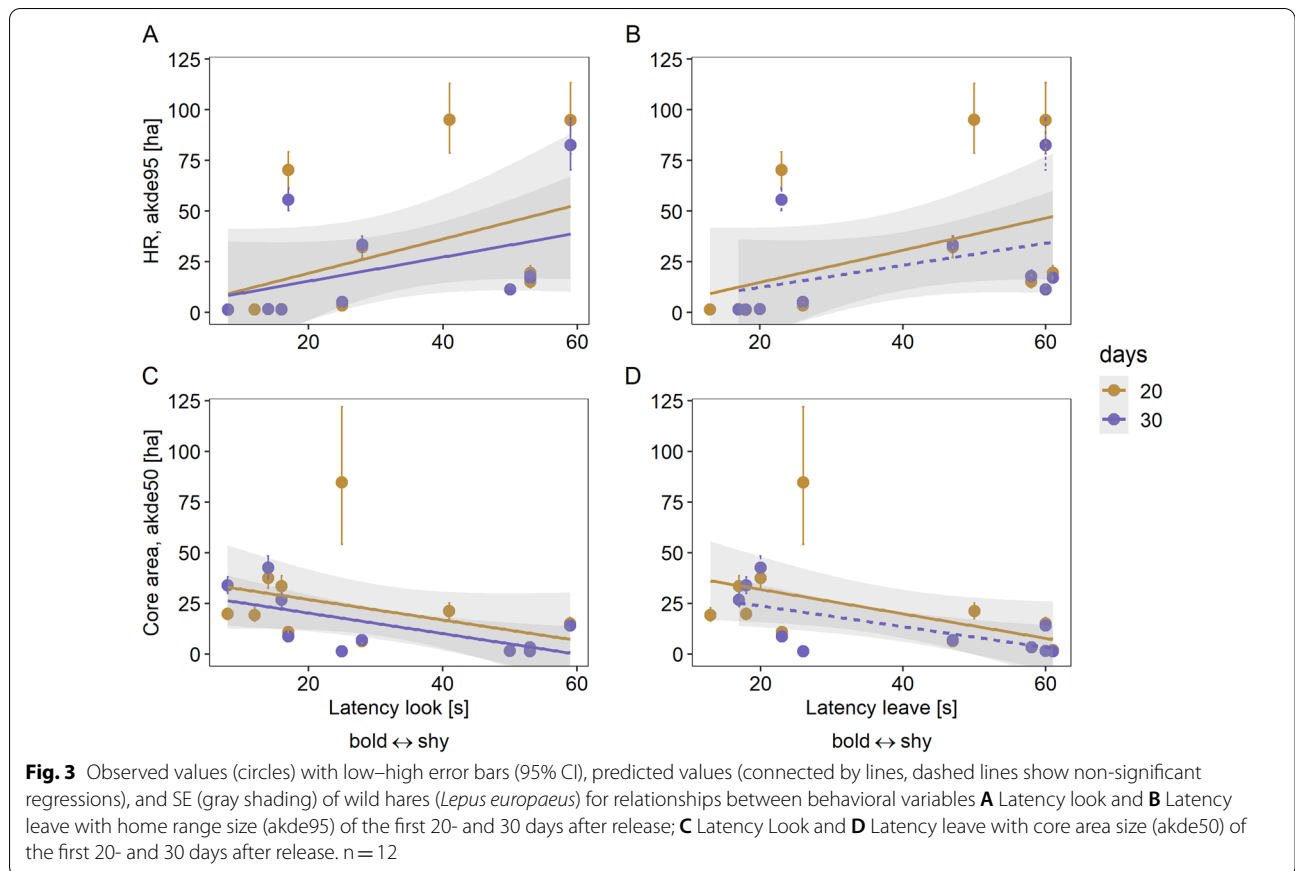 A
B
125
100
75
50
25
0
HR, akde95 [ha]
20
40
60
20
40
60
C
D
125
100
75
50
25
0
Core area, akde50 [ha]
125
100
75
50
25
0
125
100
75
50
25
0
20
40
60
Latency look [s]
bold ↔ shy
20
40
60
Latency leave [s]
bold ↔ shy
days
20
30
Fig. 3 Observed values (circles) with low–high error bars (95% CI), predicted values (connected by lines, dashed lines show non-significant
regressions), and SE (gray shading) of wild hares (Lepus europaeus) for relationships between behavioral variables A Latency look and B Latency
leave with home range size (akde95) of the first 20- and 30 days after release; C Latency Look and D Latency leave with core area size (akde50) of
the first 20- and 30 days after release. n = 12